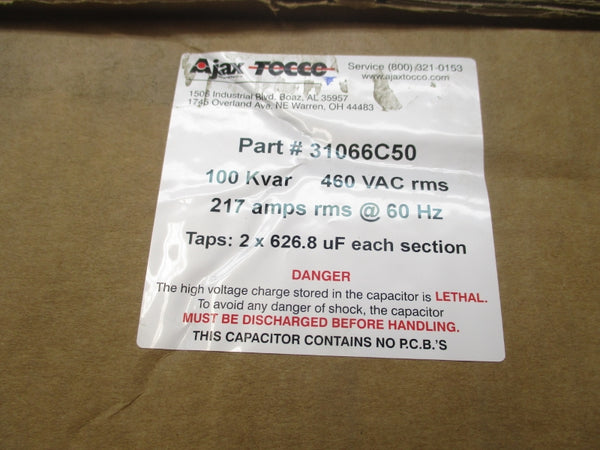 Ajax TOCCO Service (800) 321-0153
www.ajaxtocco.com
1506 Industrial Blvd. Boaz, AL 35957
1745 Overland Ave. NE Warren, OH 44483
Part # 31066C50
100 Kvar 460 VAC rms
217 amps rms @ 60 Hz
Taps: 2 x 626.8 uF each section
DANGER
The high voltage charge stored in the capacitor is LETHAL.
To avoid any danger of shock, the capacitor
MUST BE DISCHARGED BEFORE HANDLING.
THIS CAPACITOR CONTAINS NO P.C.B.'S